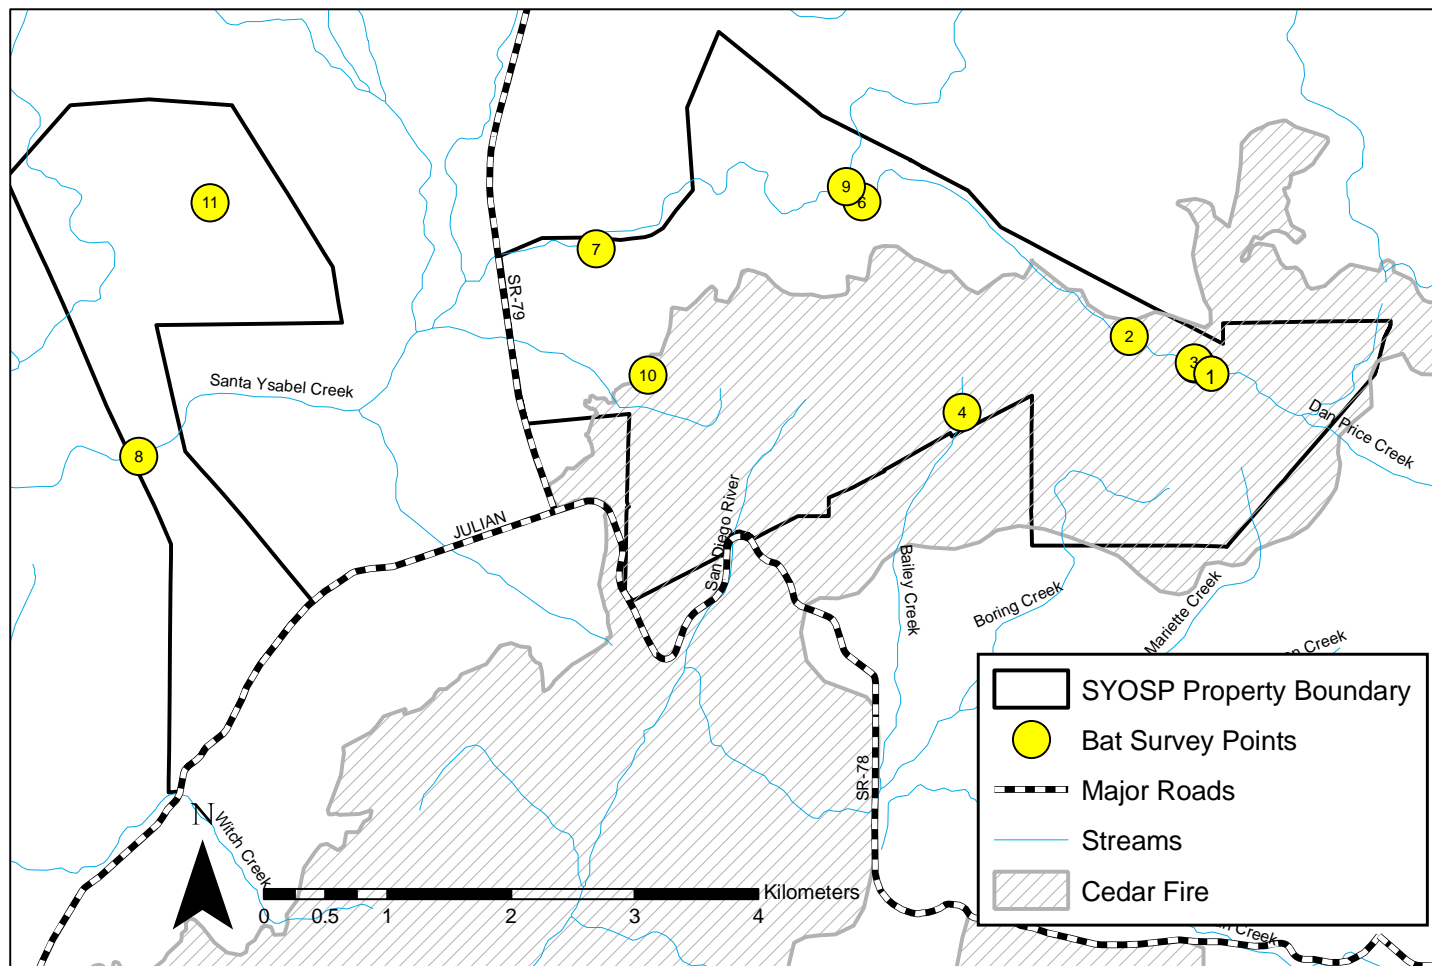 9
6
11
7
SR-79
2
3
1
10
Santa Ysabel Creek
4
Dan Price Creek
8
JULIAN
San Diego River
Bailey Creek
Boring Creek
Mariette Creek
Creek
SYOSP Property Boundary
Bat Survey Points
Major Roads
Streams
Cedar Fire
SR-78
N
Witch Creek
Kilometers
0 0.5 1 2 3 4
Creek